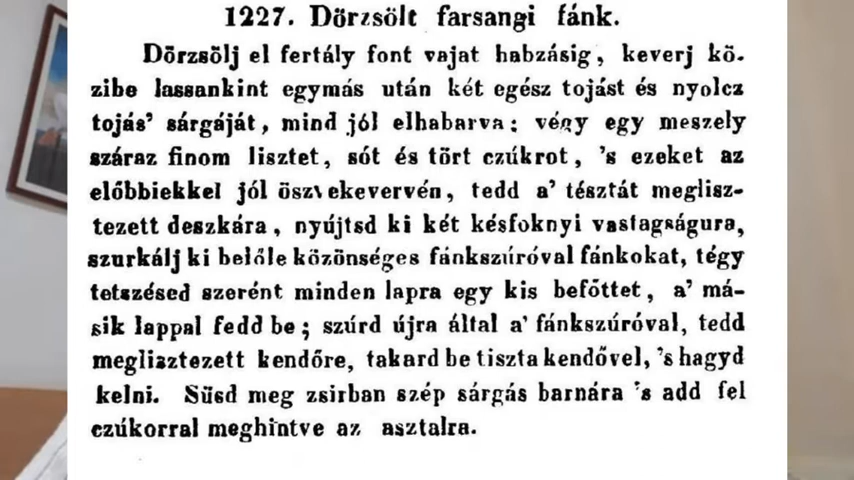 1227. Dörzsölt farsangi fánk.
Dörzsölj el fertály font vajat habzásig, keverj kö-
zibe lassankint egymás után két egész tojást és nyolcz
tojás' sárgáját, mind jól elhabarva; végy egy meszely
száraz finom lisztet, sót és tört czúkrot, 's ezeket az
előbbiekkel jól öszvekevervén, tedd a' tésztát meglisz-
tezett deszkára, nyújtsd ki két késfoknyi vastagságura,
szurkálj ki belőle közönséges fánkszúróval fánkokat, tégy
tetszésed szerént minden lapra egy kis befőttet, a' má-
sik lappal fedd be; szúrd újra által a' fánkszúróval, tedd
meglisztezett kendőre, takard be tiszta kendővel, 's hagyd
kelni. Süsd meg zsirban szép sárgás barnára 's add fel
czúkorral meghintve az asztalra.